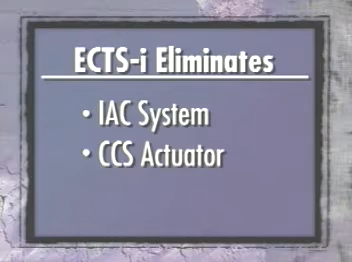 ECTS-i Eliminates
• IAC System
• CCS Actuator